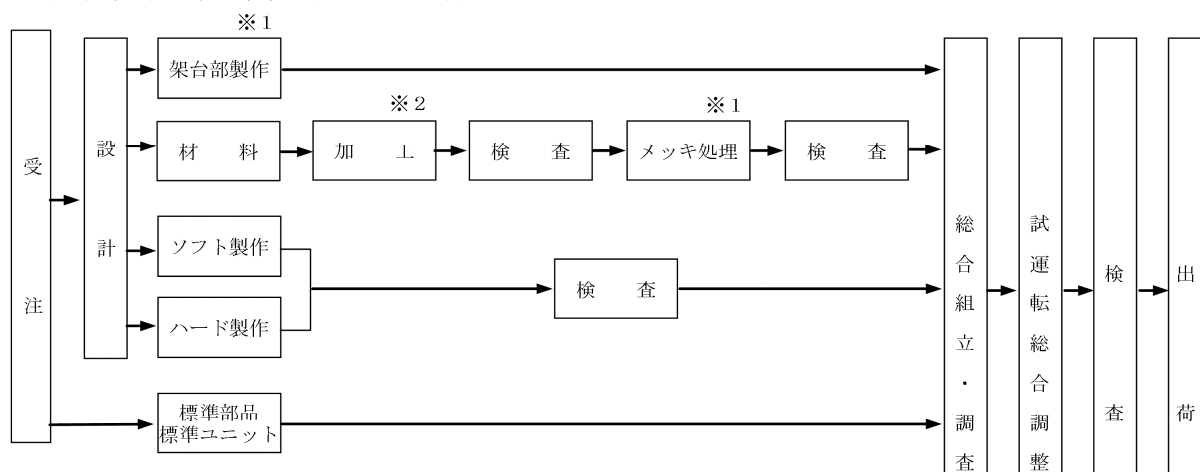 ※1
架台部製作
※2
※1
材　料
加　工
検　査
メッキ処理
検　査
受注
設計
ソフト製作
ハード製作
検　査
標準部品
標準ユニット
総合組立・調査
試運転総合調整
検査
出荷